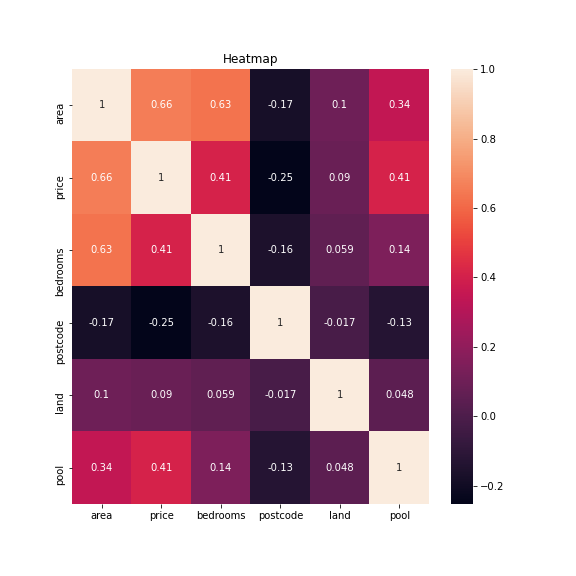 Heatmap
area 1 0.66 0.63 -0.17 0.1 0.34
price 0.66 1 0.41 -0.25 0.09 0.41
bedrooms 0.63 0.41 1 -0.16 0.059 0.14
postcode -0.17 -0.25 -0.16 1 -0.017 -0.13
land 0.1 0.09 0.059 -0.017 1 0.048
pool 0.34 0.41 0.14 -0.13 0.048 1
area price bedrooms postcode land pool
1.0
0.8
0.6
0.4
0.2
0.0
−0.2